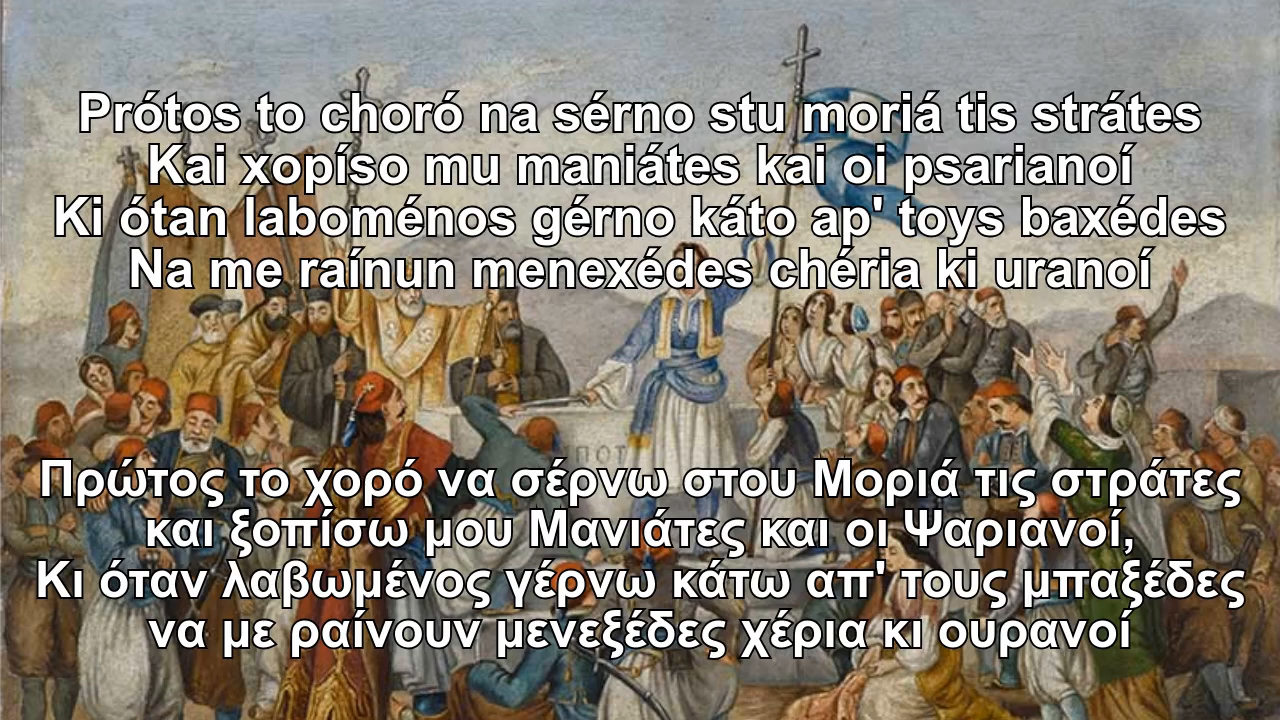 Prótos to choró na sérno stu moriá tis strátes
Kai xopíso mu maniátes kai oi psarianoí
Ki ótan laboménos gérno káto ap' toys baxédes
Na me raínun menexédes chéria ki uranoí
ΠΟΤ
Πρώτος το χορό να σέρνω στου Μοριά τις στράτες
και ξοπίσω μου Μανιάτες και οι Ψαριανοί,
Κι όταν λαβωμένος γέρνω κάτω απ' τους μπαξέδες
να με ραίνουν μενεξέδες χέρια κι ουρανοί